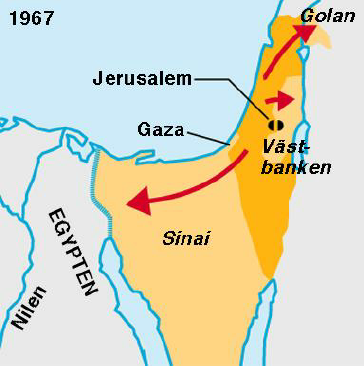 1967
Golan
Jerusalem
Gaza
Väst-
banken
Sinai
EGYPTEN
Nilen